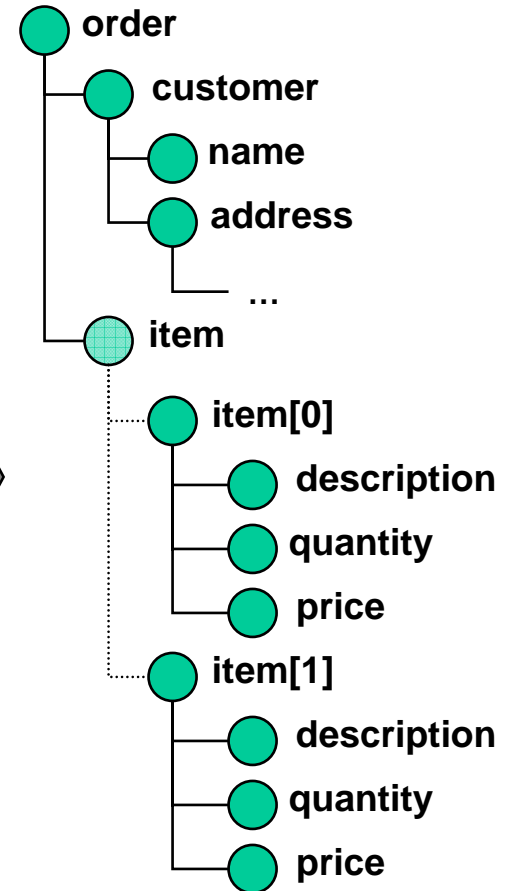 order
customer
name
address
...
item
item[0]
description
quantity
price
item[1]
description
quantity
price